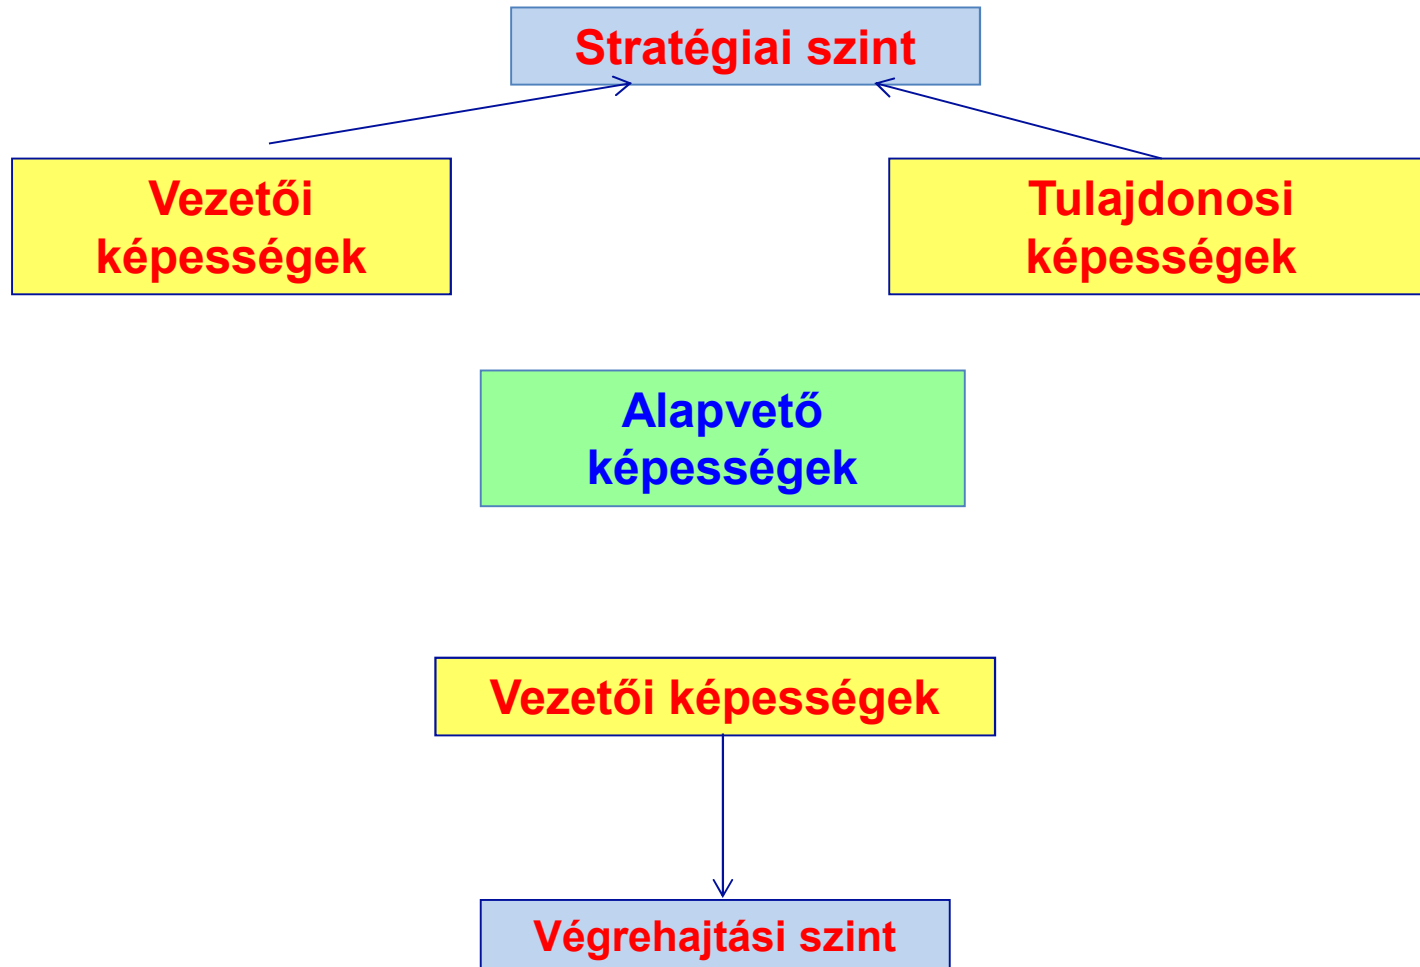 Stratégiai szint
Vezetői
képességek
Tulajdonosi
képességek
Alapvető
képességek
Vezetői képességek
Végrehajtási szint